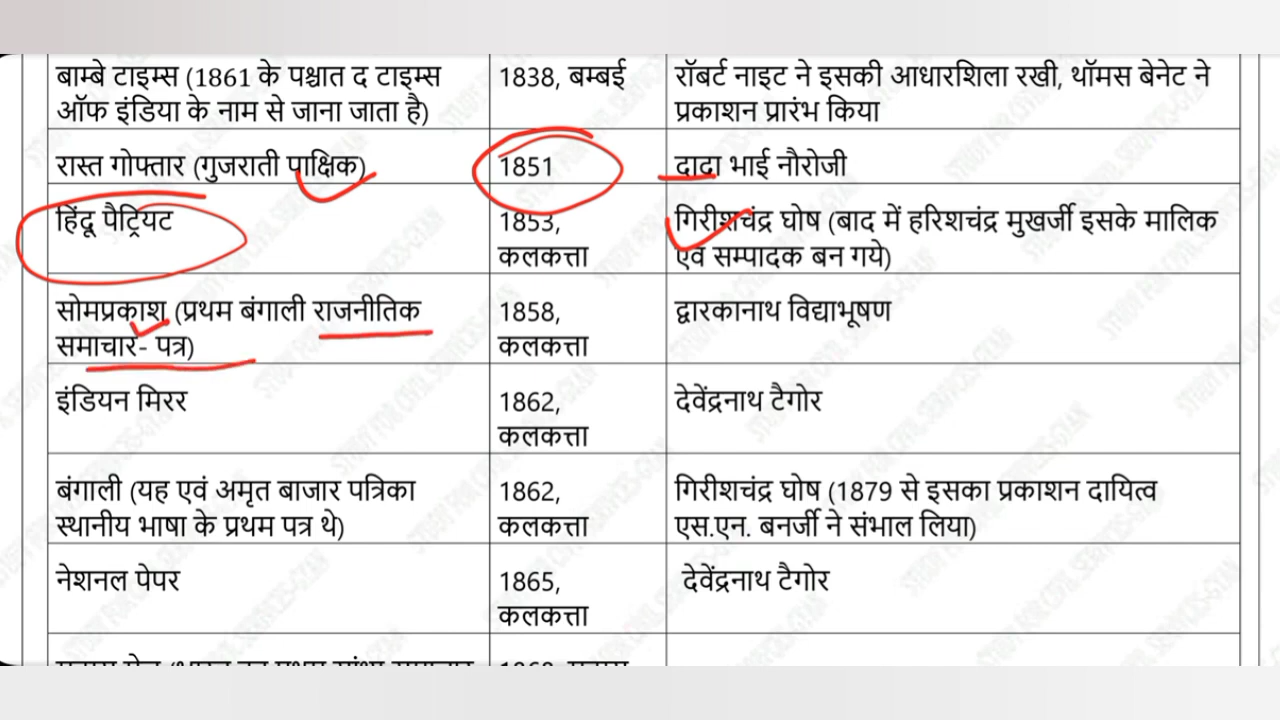 बाम्बे टाइम्स (1861 के पश्चात द टाइम्स
ऑफ इंडिया के नाम से जाना जाता है)
1838, बम्बई
रॉबर्ट नाइट ने इसकी आधारशिला रखी, थॉमस बेनेट ने
प्रकाशन प्रारंभ किया
रास्त गोफ्तार (गुजराती पाक्षिक)
1851
दादा भाई नौरोजी
हिंदू पैट्रियट
1853,
कलकत्ता
गिरीशचंद्र घोष (बाद में हरिशचंद्र मुखर्जी इसके मालिक
एवं सम्पादक बन गये)
सोमप्रकाश (प्रथम बंगाली राजनीतिक
समाचार- पत्र)
1858,
कलकत्ता
द्वारकानाथ विद्याभूषण
इंडियन मिरर
1862,
कलकत्ता
देवेंद्रनाथ टैगोर
बंगाली (यह एवं अमृत बाजार पत्रिका
स्थानीय भाषा के प्रथम पत्र थे)
1862,
कलकत्ता
गिरीशचंद्र घोष (1879 से इसका प्रकाशन दायित्व
एस.एन. बनर्जी ने संभाल लिया)
नेशनल पेपर
1865,
कलकत्ता
देवेंद्रनाथ टैगोर